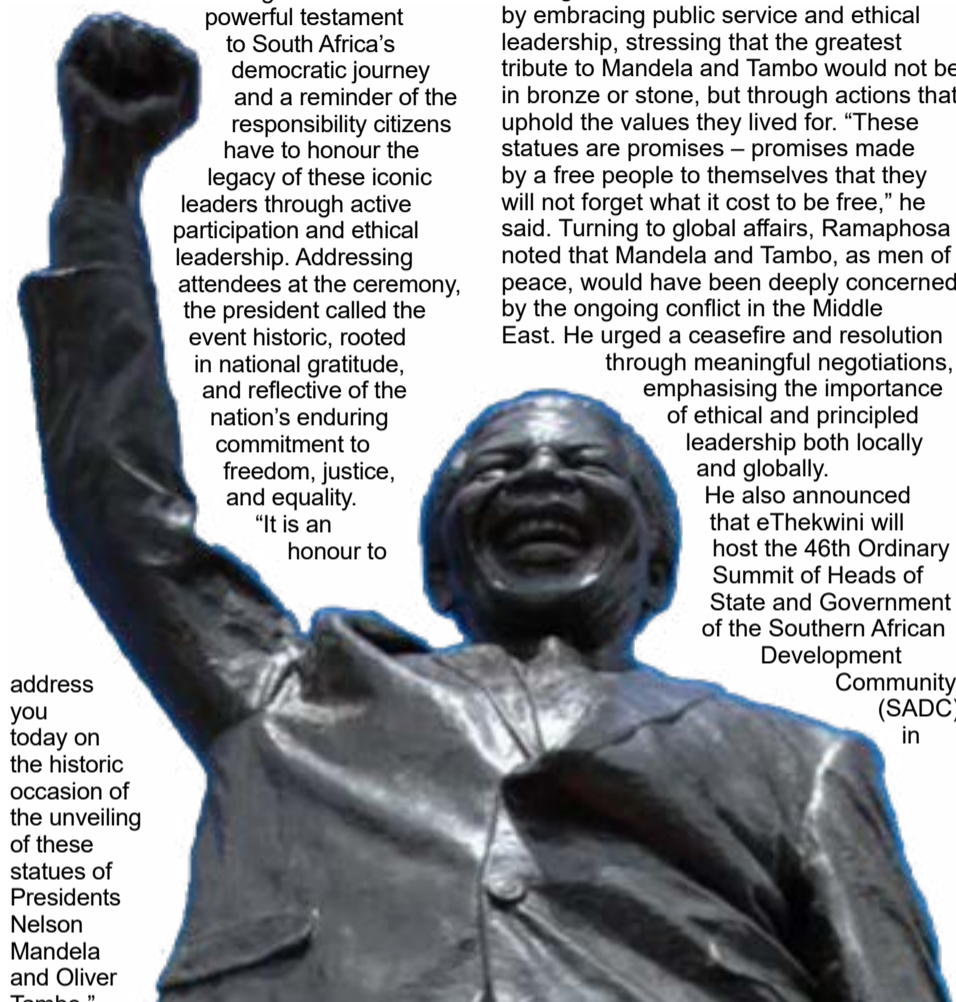 powerful testament
to South Africa’s
democratic journey
and a reminder of the
responsibility citizens
have to honour the
legacy of these iconic
leaders through active
participation and ethical
leadership. Addressing
attendees at the ceremony,
the president called the
event historic, rooted
in national gratitude,
and reflective of the
nation’s enduring
commitment to
freedom, justice,
and equality.
“It is an
honour to
address
you
today on
the historic
occasion of
the unveiling
of these
statues of
Presidents
Nelson
Mandela
and Oliver
Tambo.”
by embracing public service and ethical
leadership, stressing that the greatest
tribute to Mandela and Tambo would not be
in bronze or stone, but through actions that
uphold the values they lived for. “These
statues are promises – promises made
by a free people to themselves that they
will not forget what it cost to be free,” he
said. Turning to global affairs, Ramaphosa
noted that Mandela and Tambo, as men of
peace, would have been deeply concerned
by the ongoing conflict in the Middle
East. He urged a ceasefire and resolution
through meaningful negotiations,
emphasising the importance
of ethical and principled
leadership both locally
and globally.
He also announced
that eThekwini will
host the 46th Ordinary
Summit of Heads of
State and Government
of the Southern African
Development
Community
(SADC)
in